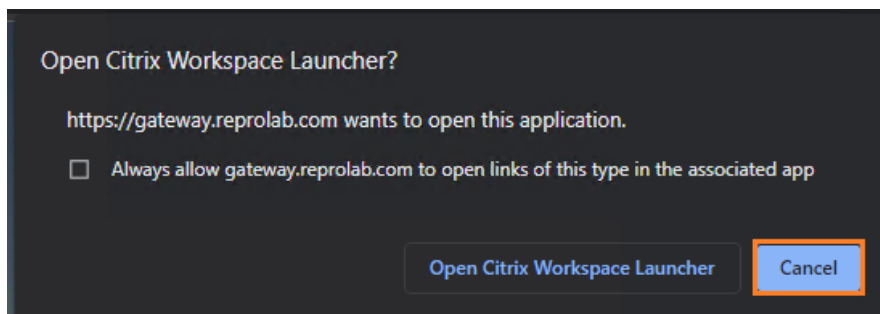 Open Citrix Workspace Launcher?
https://gateway.reprolab.com wants to open this application.
Always allow gateway.reprolab.com to open links of this type in the associated app
Open Citrix Workspace Launcher
Cancel